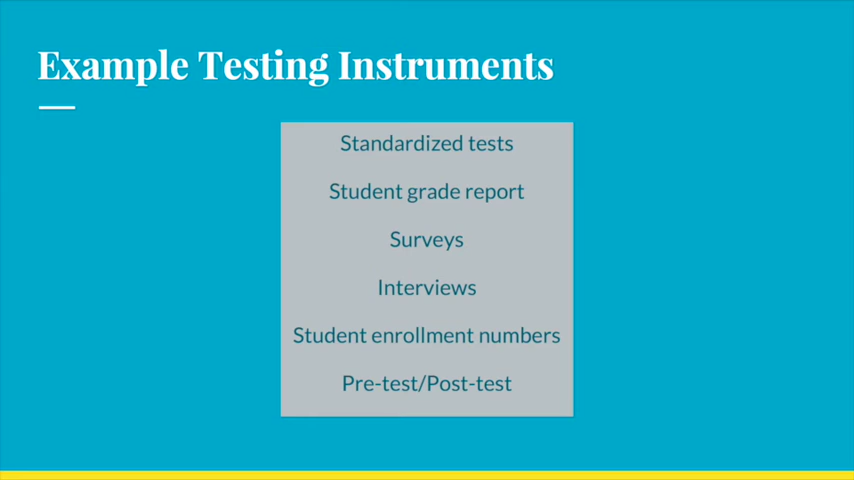 Example Testing Instruments
Standardized tests
Student grade report
Surveys
Interviews
Student enrollment numbers
Pre-test/Post-test